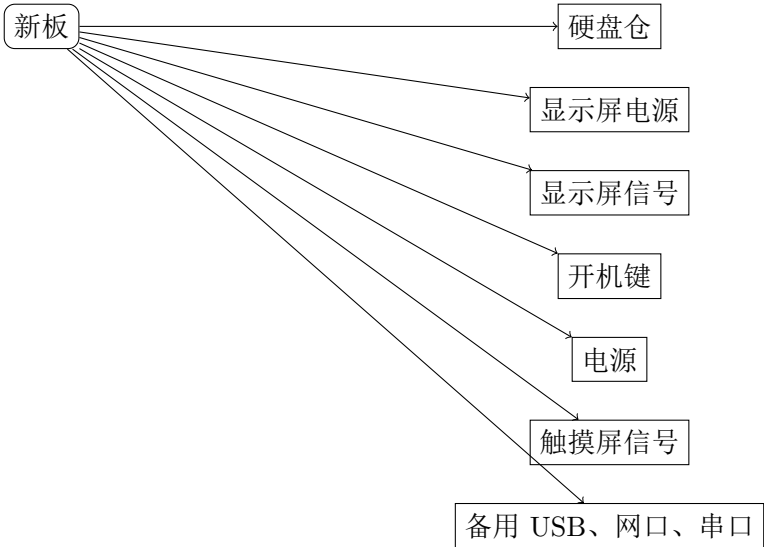 新板
硬盘仓
显示屏电源
显示屏信号
开机键
电源
触摸屏信号
备用 USB、网口、串口